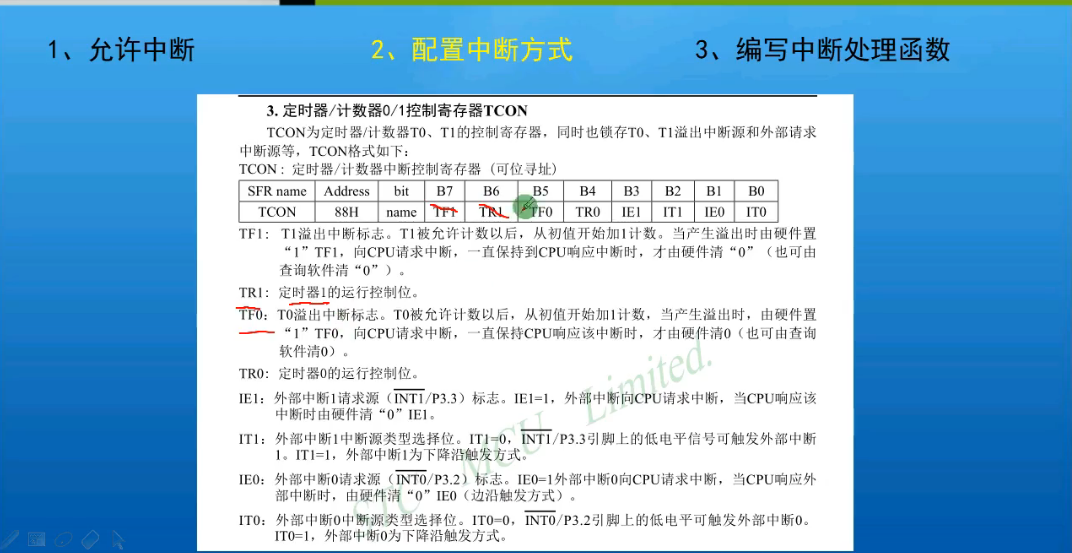 1、允许中断 2、配置中断方式 3、编写中断处理函数
3. 定时器/计数器0/1控制寄存器TCON
TCON为定时器/计数器T0、T1的控制寄存器，同时也锁存T0、T1溢出中断源和外部请求
中断源等，TCON格式如下：
TCON : 定时器/计数器中断控制寄存器 (可位寻址)
SFR name Address bit B7 B6 B5 B4 B3 B2 B1 B0
TCON 88H name TF1 TR1 TF0 TR0 IE1 IT1 IE0 IT0
TF1: T1溢出中断标志。T1被允许计数以后，从初值开始加1计数。当产生溢出时由硬件置
“1”TF1，向CPU请求中断，一直保持到CPU响应中断时，才由硬件清“0”（也可由
查询软件清“0”）。
TR1: 定时器1的运行控制位。
TF0: T0溢出中断标志。T0被允许计数以后，从初值开始加1计数，当产生溢出时，由硬件置
“1”TF0，向CPU请求中断，一直保持CPU响应该中断时，才由硬件清0（也可由查询
软件清0）。
TR0: 定时器0的运行控制位。
IE1: 外部中断1请求源（INT1/P3.3）标志。IE1=1，外部中断向CPU请求中断，当CPU响应该
中断时由硬件清“0”IE1。
IT1: 外部中断1中断源类型选择位。IT1=0，INT1/P3.3引脚上的低电平信号可触发外部中断
1。IT1=1，外部中断1为下降沿触发方式。
IE0: 外部中断0请求源（INT0/P3.2）标志。IE0=1外部中断0向CPU请求中断，当CPU响应外
部中断时，由硬件清“0”IE0（边沿触发方式）。
IT0: 外部中断0中断源类型选择位。IT0=0，INT0/P3.2引脚上的低电平可触发外部中断0。
IT0=1，外部中断0为下降沿触发方式。
STC MCU Limited.